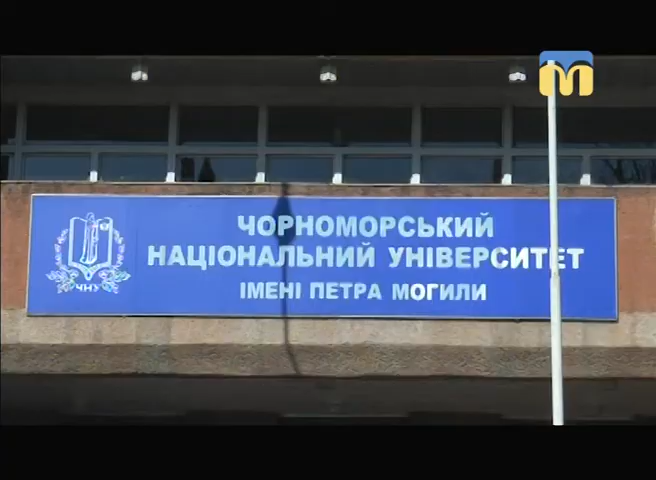 ЧОРНОМОРСЬКИЙ
НАЦІОНАЛЬНИЙ УНІВЕРСИТЕТ
ІМЕНІ ПЕТРА МОГИЛИ
ЧНУ